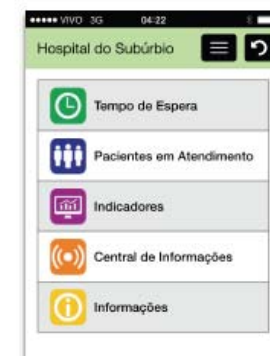 VIVO 3G 04:22
Hospital do Subúrbio
Tempo de Espera
Pacientes em Atendimento
Indicadores
Central de Informações
Informações